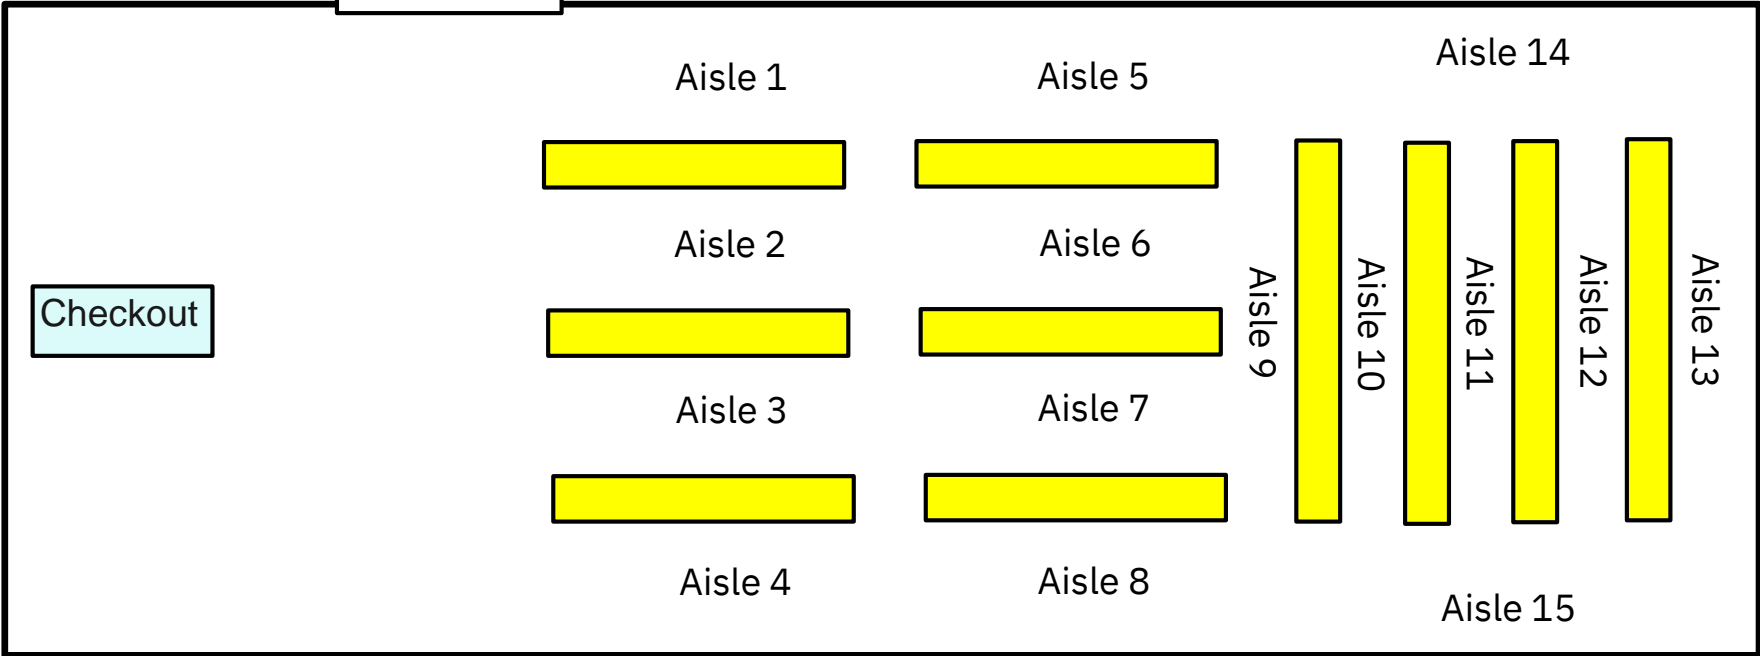 Aisle 1
Aisle 5
Aisle 14
Aisle 2
Aisle 6
Checkout
Aisle 9
Aisle 10
Aisle 11
Aisle 12
Aisle 13
Aisle 3
Aisle 7
Aisle 4
Aisle 8
Aisle 15